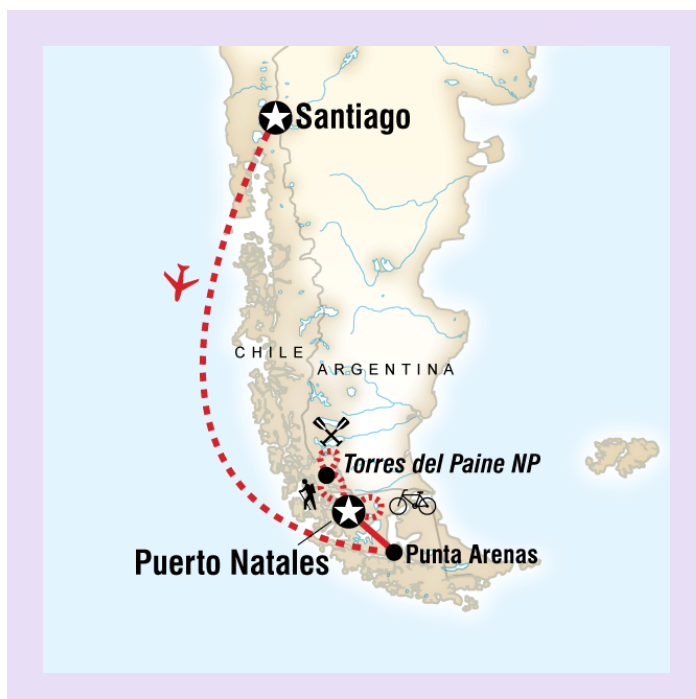 Santiago
CHILE
ARGENTINA
Torres del Paine NP
Puerto Natales
Punta Arenas